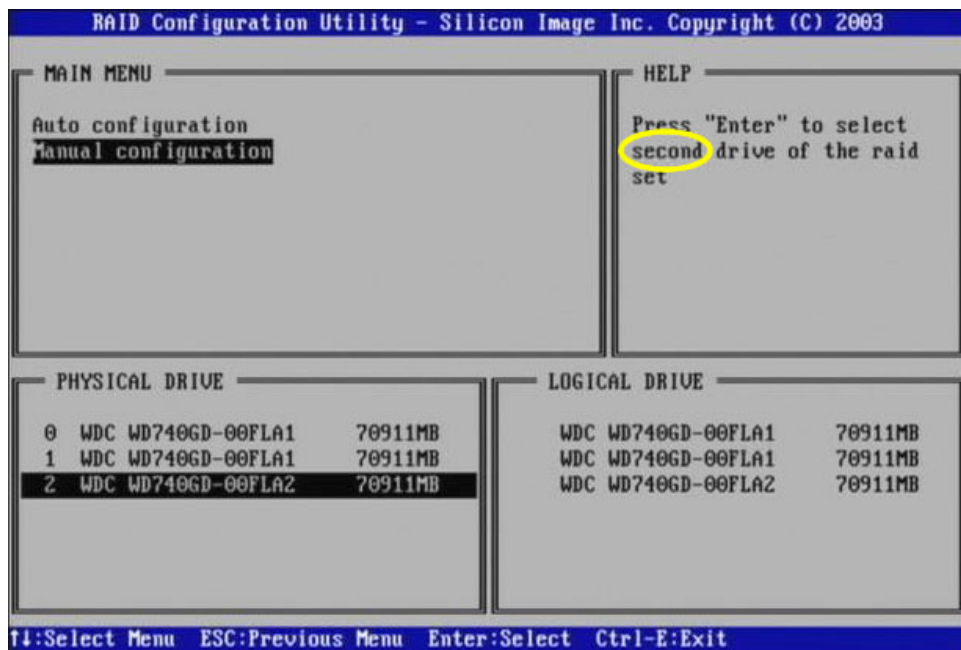 RAID Configuration Utility - Silicon Image Inc. Copyright (C) 2003
MAIN MENU
Auto configuration
Manual configuration
HELP
Press "Enter" to select
second drive of the raid
set
PHYSICAL DRIVE
0 WDC WD740GD-00FLA1 70911MB
1 WDC WD740GD-00FLA1 70911MB
2 WDC WD740GD-00FLA2 70911MB
LOGICAL DRIVE
WDC WD740GD-00FLA1 70911MB
WDC WD740GD-00FLA1 70911MB
WDC WD740GD-00FLA2 70911MB
↑↓:Select Menu ESC:Previous Menu Enter:Select Ctrl-E:Exit